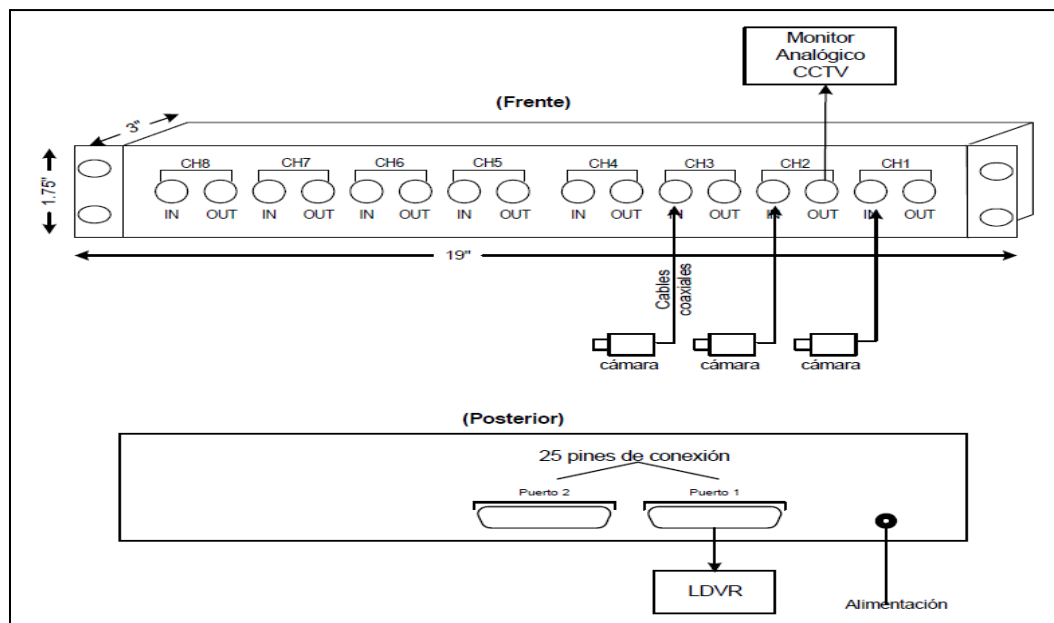 Monitor
Analógico
CCTV
(Frente)
3"
1.75"
CH8 CH7 CH6 CH5 CH4 CH3 CH2 CH1
IN OUT IN OUT IN OUT IN OUT IN OUT IN OUT IN OUT IN OUT
19"
Cables
coaxiales
cámara cámara cámara
(Posterior)
25 pines de conexión
Puerto 2 Puerto 1
LDVR
Alimentación